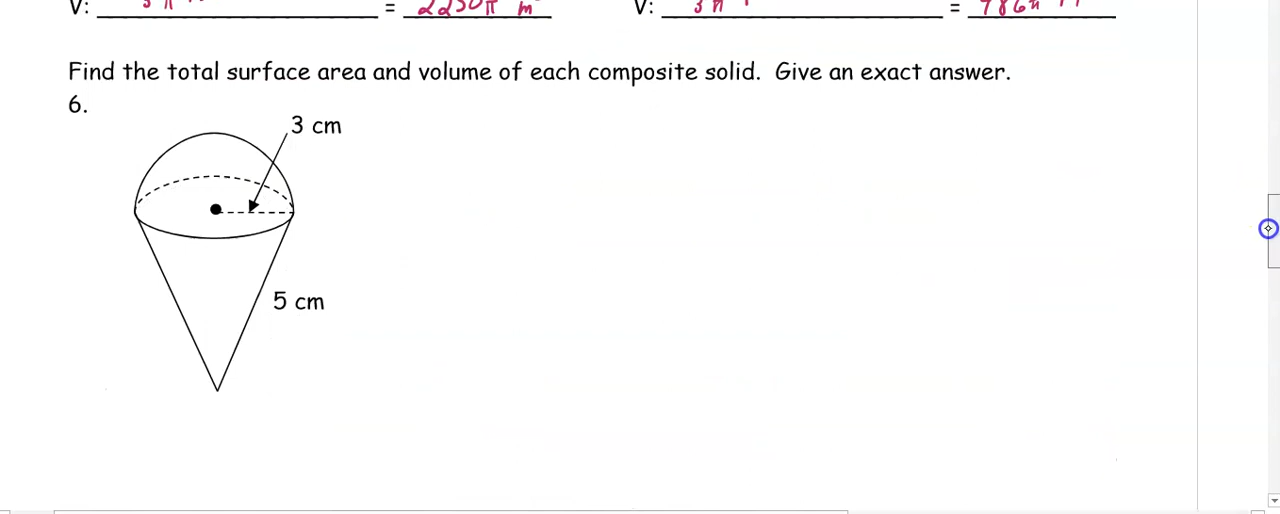 V: =  V: =
Find the total surface area and volume of each composite solid. Give an exact answer.
6.
3 cm
5 cm